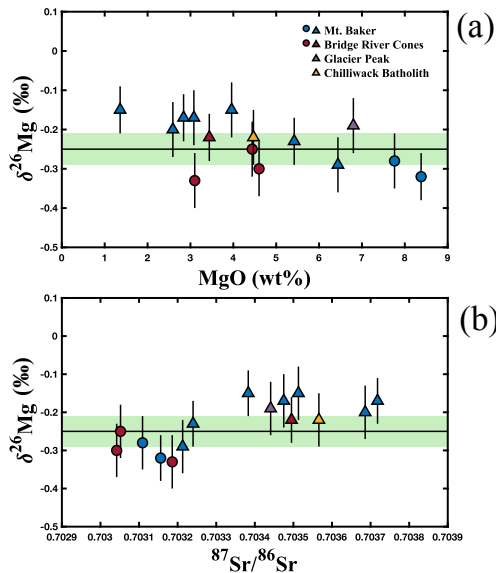 (a)
0.1
0
-0.1
-0.2
-0.3
-0.4
-0.5
δ26Mg (‰)
Mt. Baker
Bridge River Cones
Glacier Peak
Chilliwack Batholith
0 1 2 3 4 5 6 7 8 9
MgO (wt%)
(b)
0.1
0
-0.1
-0.2
-0.3
-0.4
-0.5
δ26Mg (‰)
0.7029 0.703 0.7031 0.7032 0.7033 0.7034 0.7035 0.7036 0.7037 0.7038 0.7039
87Sr/86Sr